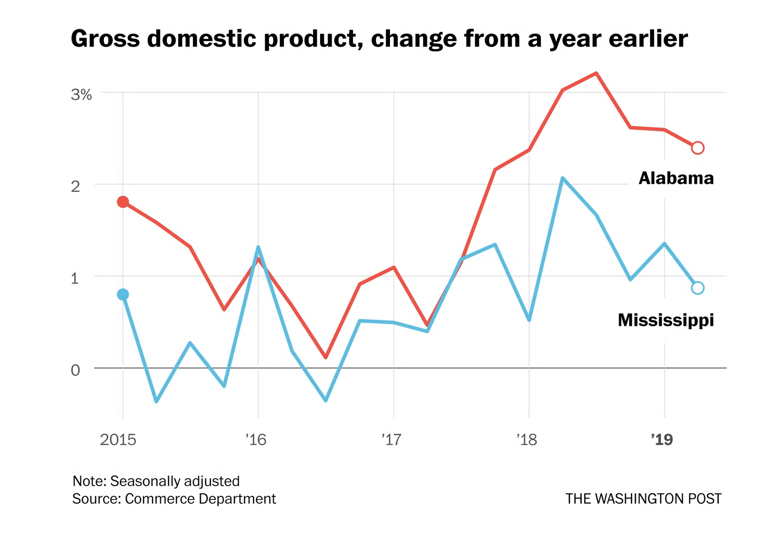 Gross domestic product, change from a year earlier
3%
2
1
0
Alabama
Mississippi
2015
’16
’17
’18
’19
Note: Seasonally adjusted
Source: Commerce Department
THE WASHINGTON POST